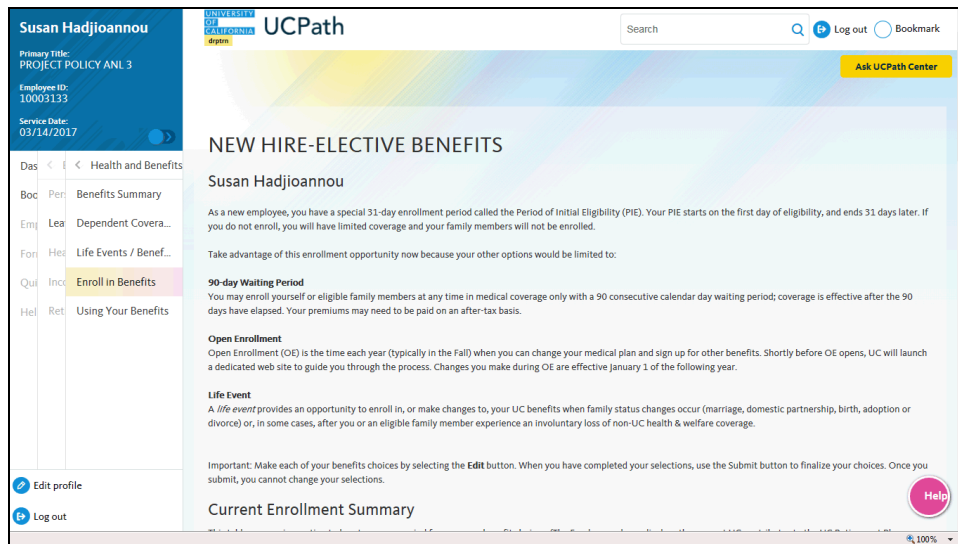 Susan Hadjioannou
Primary Title:
PROJECT POLICY ANL 3
Employee ID:
10003133
Service Date:
03/14/2017
Das
Boo
Emp
For
Qui
Hel
< E
Per
Lea
Hea
Inco
Ret
< Health and Benefits
Benefits Summary
Dependent Covera...
Life Events / Benef...
Enroll in Benefits
Using Your Benefits
Edit profile
Log out
UNIVERSITY
OF
CALIFORNIA
drptrn
UCPath
Search
Log out
Bookmark
Ask UCPath Center
NEW HIRE-ELECTIVE BENEFITS
Susan Hadjioannou
As a new employee, you have a special 31-day enrollment period called the Period of Initial Eligibility (PIE). Your PIE starts on the first day of eligibility, and ends 31 days later. If
you do not enroll, you will have limited coverage and your family members will not be enrolled.
Take advantage of this enrollment opportunity now because your other options would be limited to:
90-day Waiting Period
You may enroll yourself or eligible family members at any time in medical coverage only with a 90 consecutive calendar day waiting period; coverage is effective after the 90
days have elapsed. Your premiums may need to be paid on an after-tax basis.
Open Enrollment
Open Enrollment (OE) is the time each year (typically in the Fall) when you can change your medical plan and sign up for other benefits. Shortly before OE opens, UC will launch
a dedicated web site to guide you through the process. Changes you make during OE are effective January 1 of the following year.
Life Event
A life event provides an opportunity to enroll in, or make changes to, your UC benefits when family status changes occur (marriage, domestic partnership, birth, adoption or
divorce) or, in some cases, after you or an eligible family member experience an involuntary loss of non-UC health & welfare coverage.
Important: Make each of your benefits choices by selecting the Edit button. When you have completed your selections, use the Submit button to finalize your choices. Once you
submit, you cannot change your selections.
Help
Current Enrollment Summary
100%